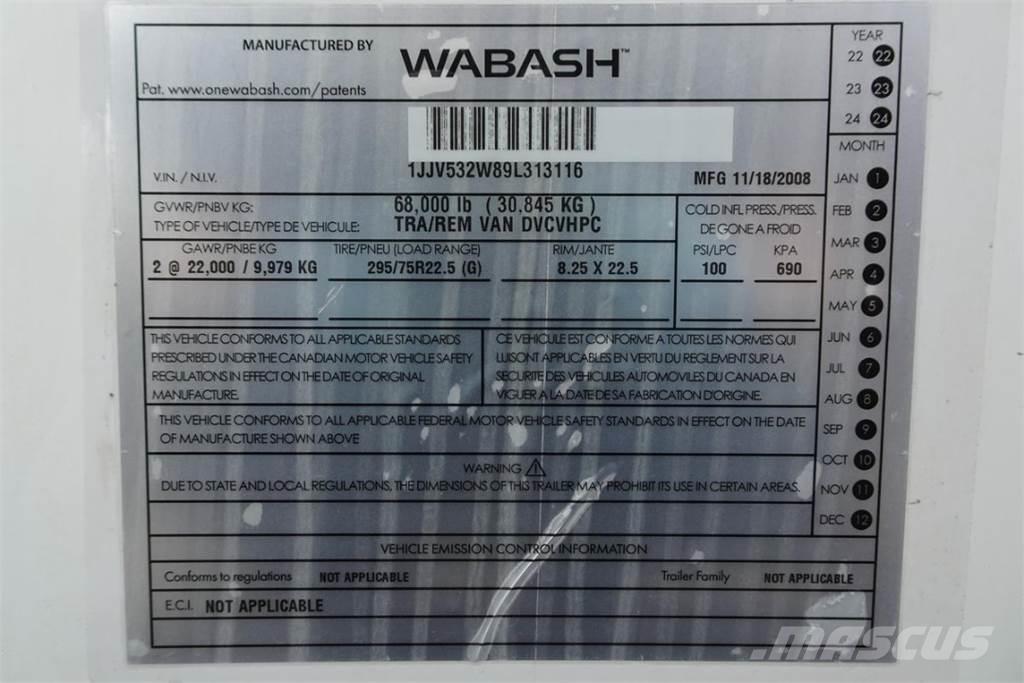 MANUFACTURED BY WABASH™
Pat. www.onewabash.com/patents
V.I.N. / N.I.V. 1JJV532W89L313116 MFG 11/18/2008
GVWR/PNBV KG: 68,000 lb ( 30,845 KG )
TYPE OF VEHICLE/TYPE DE VEHICULE: TRA/REM VAN DVCVHPC
COLD INFL PRESS./PRESS.
DE GONE A FROID
GAWR/PNBE KG TIRE/PNEU (LOAD RANGE) RIM/JANTE PSI/LPC KPA
2 @ 22,000 / 9,979 KG 295/75R22.5 (G) 8.25 X 22.5 100 690
THIS VEHICLE CONFORMS TO ALL APPLICABLE STANDARDS
PRESCRIBED UNDER THE CANADIAN MOTOR VEHICLE SAFETY
REGULATIONS IN EFFECT ON THE DATE OF ORIGINAL
MANUFACTURE.
CE VEHICULE EST CONFORME A TOUTES LES NORMES QUI
LUISONT APPLICABLES EN VERTU DU REGLEMENT SUR LA
SECURITE DES VEHICULES AUTOMOVILES DU CANADA EN
VIGUER A LA DATE DE SA FABRICATION D'ORIGINE.
THIS VEHICLE CONFORMS TO ALL APPLICABLE FEDERAL MOTOR VEHICLE SAFETY STANDARDS IN EFFECT ON THE DATE
OF MANUFACTURE SHOWN ABOVE
WARNING
DUE TO STATE AND LOCAL REGULATIONS, THE DIMENSIONS OF THIS TRAILER MAY PROHIBIT ITS USE IN CERTAIN AREAS.
VEHICLE EMISSION CONTROL INFORMATION
Conforms to regulations NOT APPLICABLE Trailer Family NOT APPLICABLE
E.C.I. NOT APPLICABLE
YEAR
22 22
23 23
24 24
MONTH
JAN 1
FEB 2
MAR 3
APR 4
MAY 5
JUN 6
JUL 7
AUG 8
SEP 9
OCT 10
NOV 11
DEC 12
MASCUS